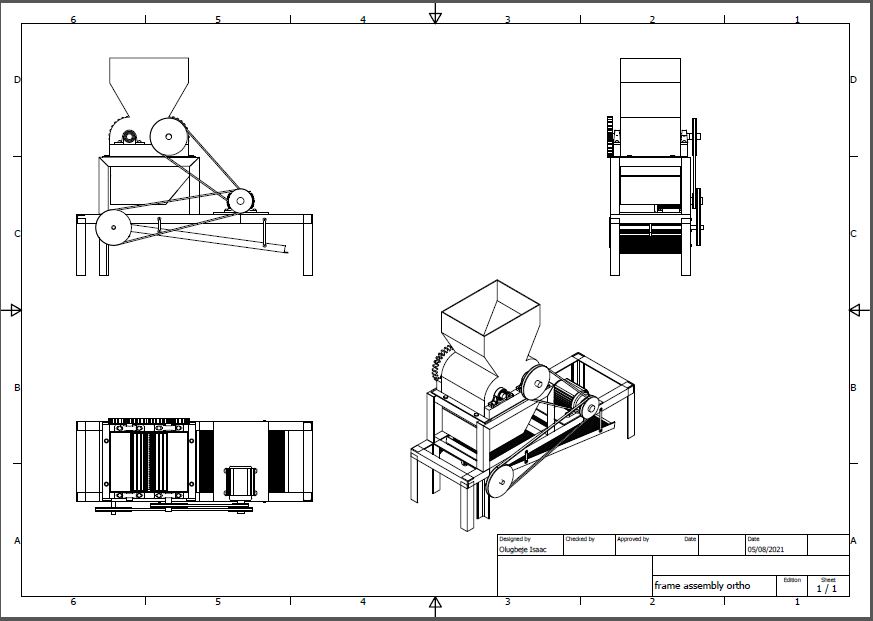 6 5 4 3 2 1
D D
C C
B B
A A
Designed by Checked by Approved by Date Date
Olugbeje Isaac 05/08/2021
Edition Sheet
frame assembly ortho 1 / 1
6 5 4 3 2 1